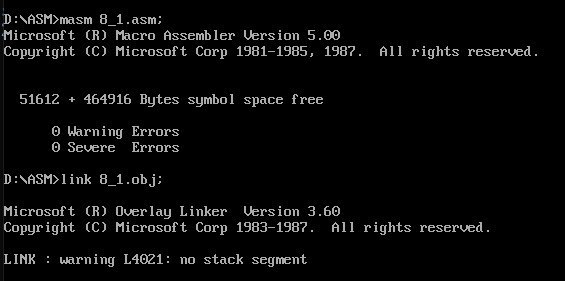 D:\ASM>masm 8_1.asm;
Microsoft (R) Macro Assembler Version 5.00
Copyright (C) Microsoft Corp 1981-1985, 1987.  All rights reserved.
51612 + 464916 Bytes symbol space free
0 Warning Errors
0 Severe  Errors
D:\ASM>link 8_1.obj;
Microsoft (R) Overlay Linker  Version 3.60
Copyright (C) Microsoft Corp 1983-1987.  All rights reserved.
LINK : warning L4021: no stack segment